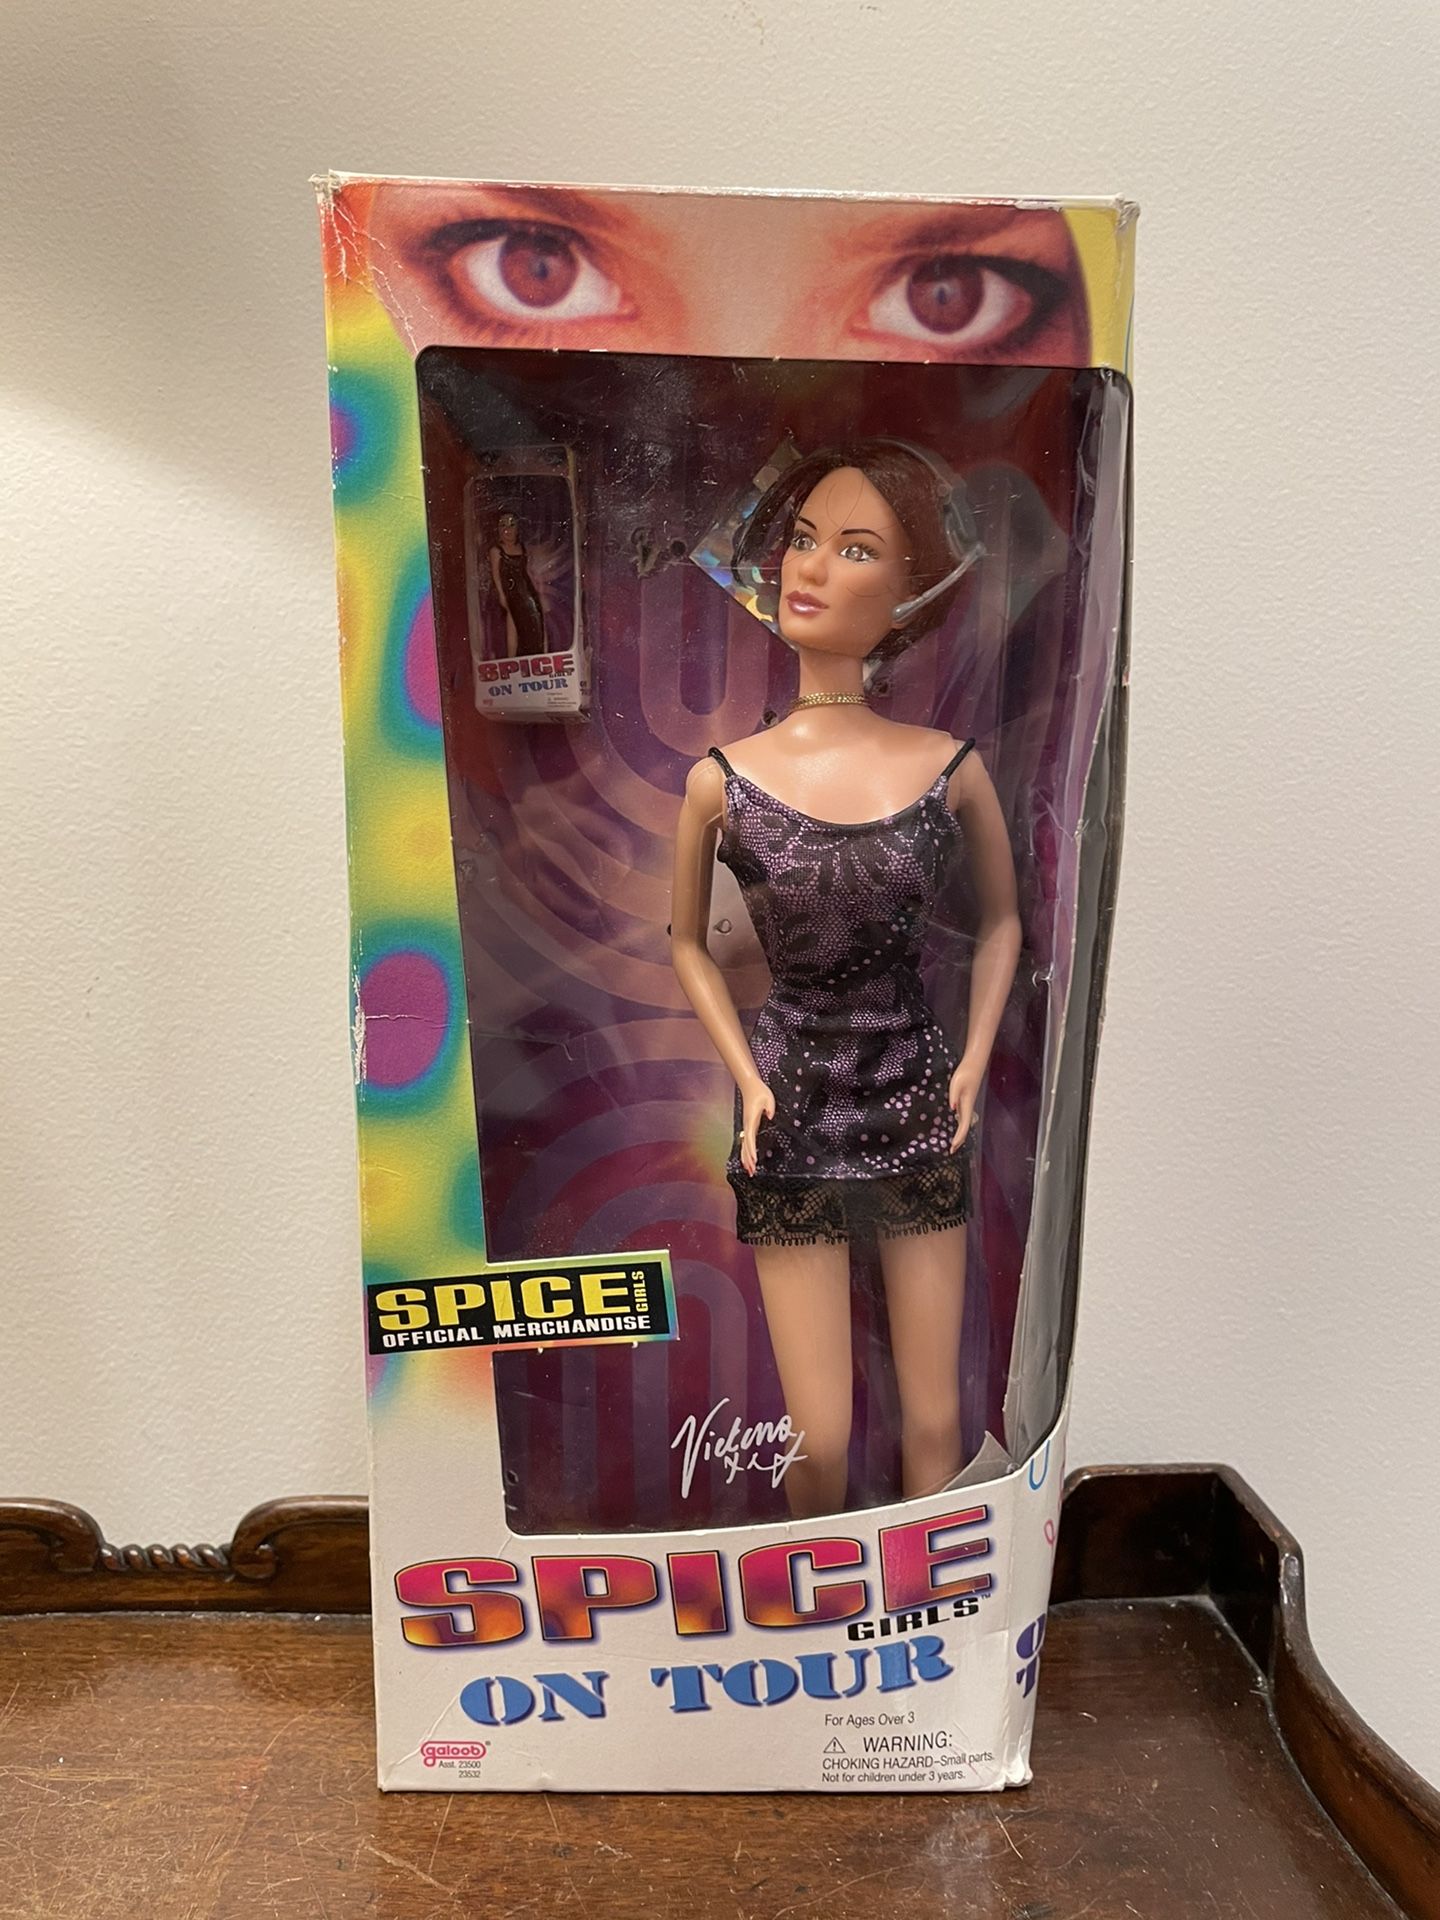 SPICE
ON TOUR
SPICE GIRLS
OFFICIAL MERCHANDISE
Victoria
SPICE
GIRLS™
ON TOUR
For Ages Over 3
⚠ WARNING:
CHOKING HAZARD–Small parts.
Not for children under 3 years.
galoob®
Asst. 23500
23532